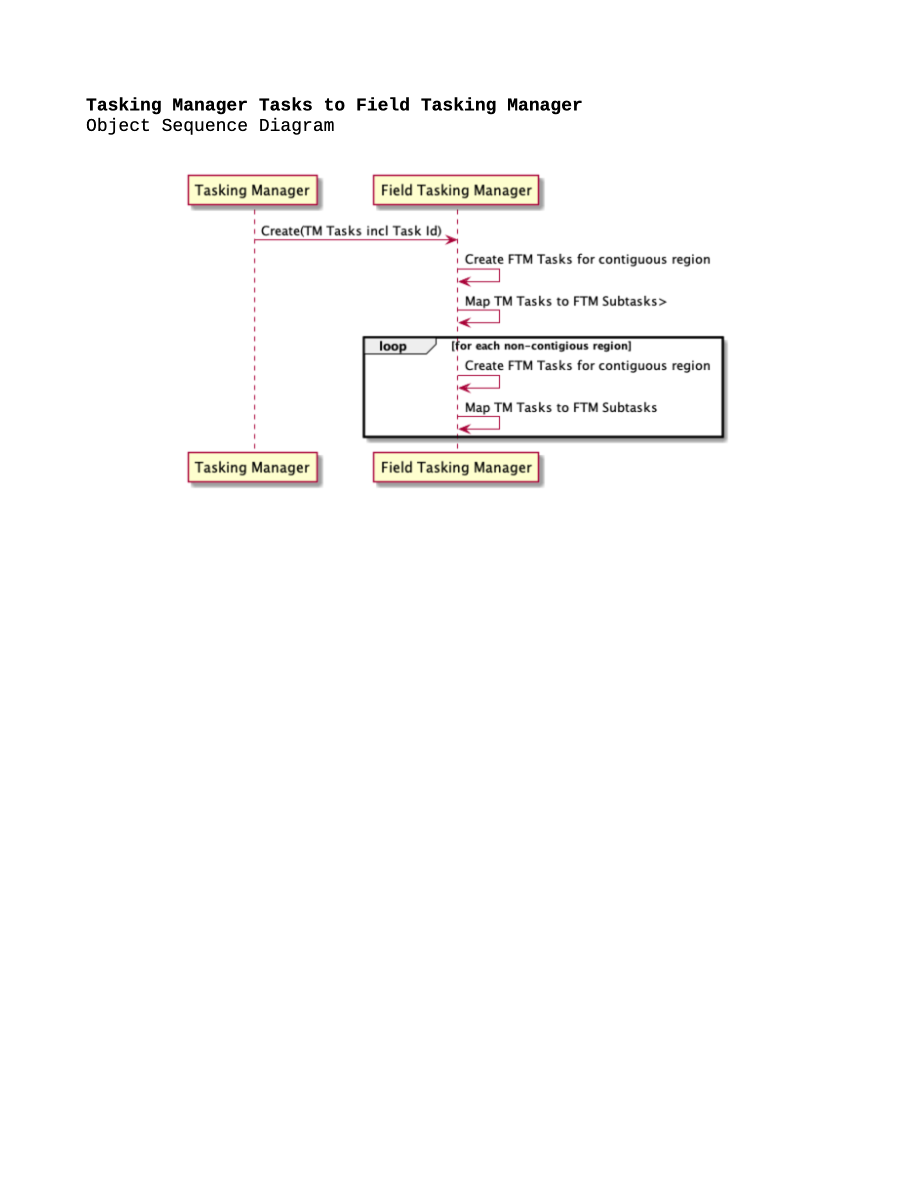 Tasking Manager Tasks to Field Tasking Manager
Object Sequence Diagram
Tasking Manager
Field Tasking Manager
Create(TM Tasks incl Task Id)
Create FTM Tasks for contiguous region
Map TM Tasks to FTM Subtasks>
loop
[for each non-contigious region]
Create FTM Tasks for contiguous region
Map TM Tasks to FTM Subtasks
Tasking Manager
Field Tasking Manager